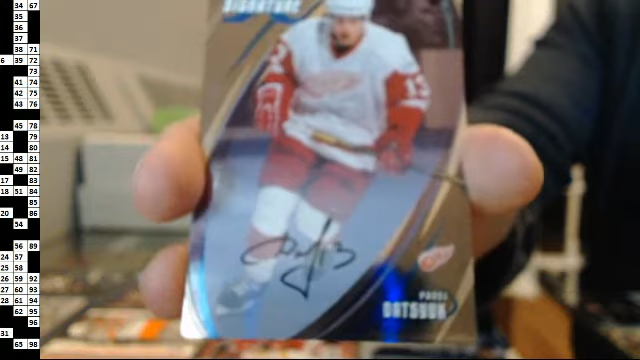 34 67
35
36
37
38 71
6 39 72
73
41 74
42 75
43 76
45 78
13 79
14 80
15 48 81
49 82
17 83
18 51 84
85
20 86
54
56 89
24 57
25 58
26 59 92
27 60 93
28 61 94
62 95
96
31
65 98
SIGNATURE
13
PAVEL
DATSYUK